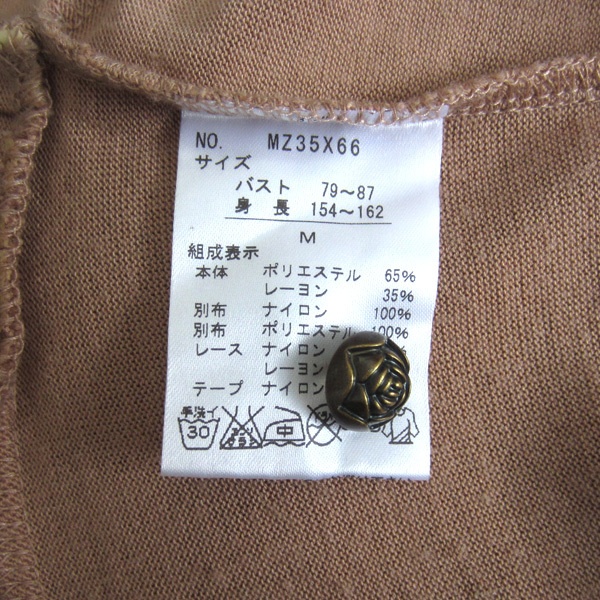 NO. MZ35X66
サイズ
バスト 79～87
身長 154～162
M
組成表示
本体 ポリエステル 65%
レーヨン 35%
別布 ナイロン 100%
別布 ポリエステル 100%
レース ナイロン
レーヨン
テープ ナイロン
手洗イ
30 中